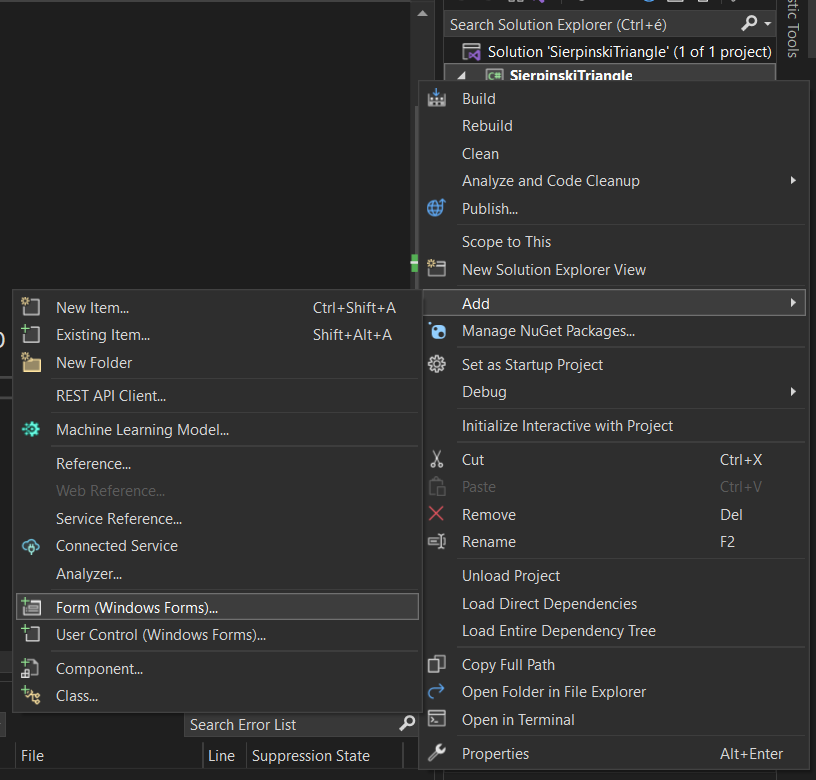 Search Solution Explorer (Ctrl+é)
Solution 'SierpinskiTriangle' (1 of 1 project)
C# SierpinskiTriangle
stic Tools
Build
Rebuild
Clean
Analyze and Code Cleanup
Publish...
Scope to This
New Solution Explorer View
Add
Manage NuGet Packages...
Set as Startup Project
Debug
Initialize Interactive with Project
Cut Ctrl+X
Paste Ctrl+V
Remove Del
Rename F2
Unload Project
Load Direct Dependencies
Load Entire Dependency Tree
Copy Full Path
Open Folder in File Explorer
Open in Terminal
Properties Alt+Enter
New Item... Ctrl+Shift+A
Existing Item... Shift+Alt+A
New Folder
REST API Client...
Machine Learning Model...
Reference...
Web Reference...
Service Reference...
Connected Service
Analyzer...
Form (Windows Forms)...
User Control (Windows Forms)...
Component...
Class...
Search Error List
File Line Suppression State